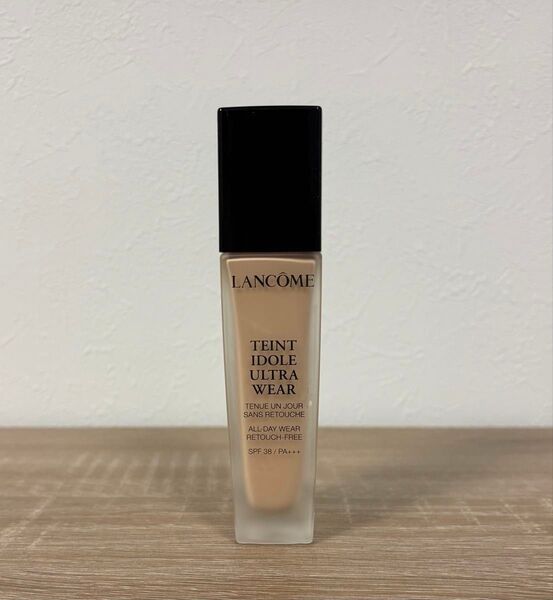 LANCÔME
TEINT
IDOLE
ULTRA
WEAR
TENUE UN JOUR
SANS RETOUCHE
ALL-DAY WEAR
RETOUCH-FREE
SPF 38 / PA+++